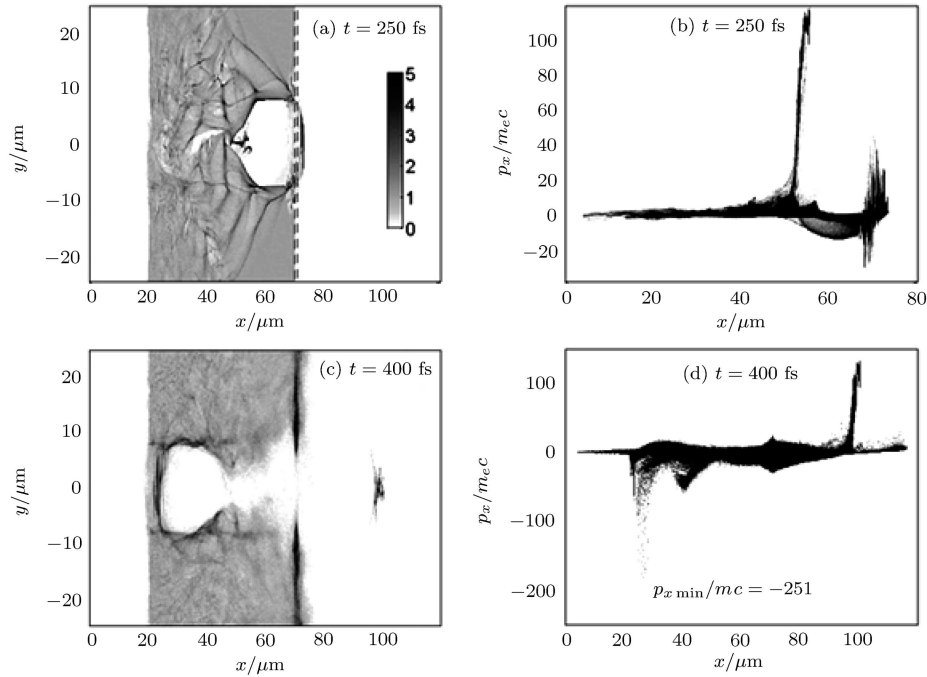 (a) t = 250 fs
20
10
0
−10
−20
y/μm
5
4
3
2
1
0
0 20 40 60 80 100
x/μm
(b) t = 250 fs
100
80
60
40
20
0
−20
p_x/m_e c
0 20 40 60 80
x/μm
(c) t = 400 fs
20
10
0
−10
−20
y/μm
0 20 40 60 80 100
x/μm
(d) t = 400 fs
100
0
−100
−200
p_x/m_e c
p_x min/mc = −251
0 20 40 60 80 100
x/μm